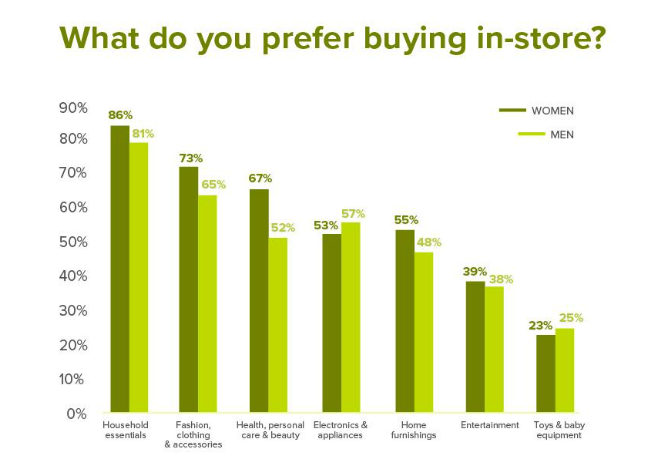 What do you prefer buying in-store?
90%
80%
70%
60%
50%
40%
30%
20%
10%
0%
WOMEN
MEN
86%
81%
73%
65%
67%
52%
53%
57%
55%
48%
39%
38%
23%
25%
Household
essentials
Fashion,
clothing
& accessories
Health, personal
care & beauty
Electronics &
appliances
Home
furnishings
Entertainment
Toys & baby
equipment